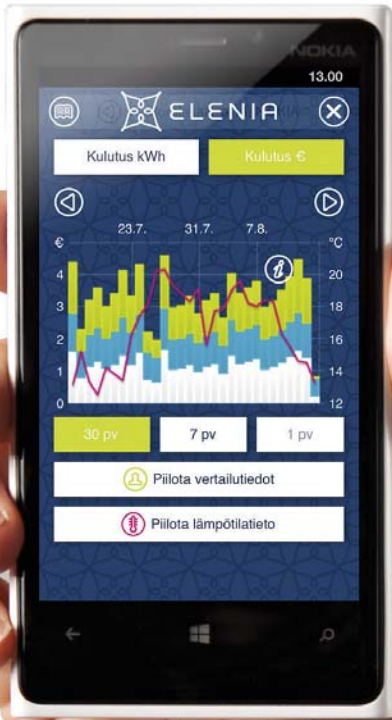 NOKIA
13.00
ELENIA
Kulutus kWh
Kulutus €
23.7. 31.7. 7.8.
€ °C
4 20
3 18
2 16
1 14
0 12
30 pv
7 pv
1 pv
Piilota vertailutiedot
Piilota lämpötilatieto